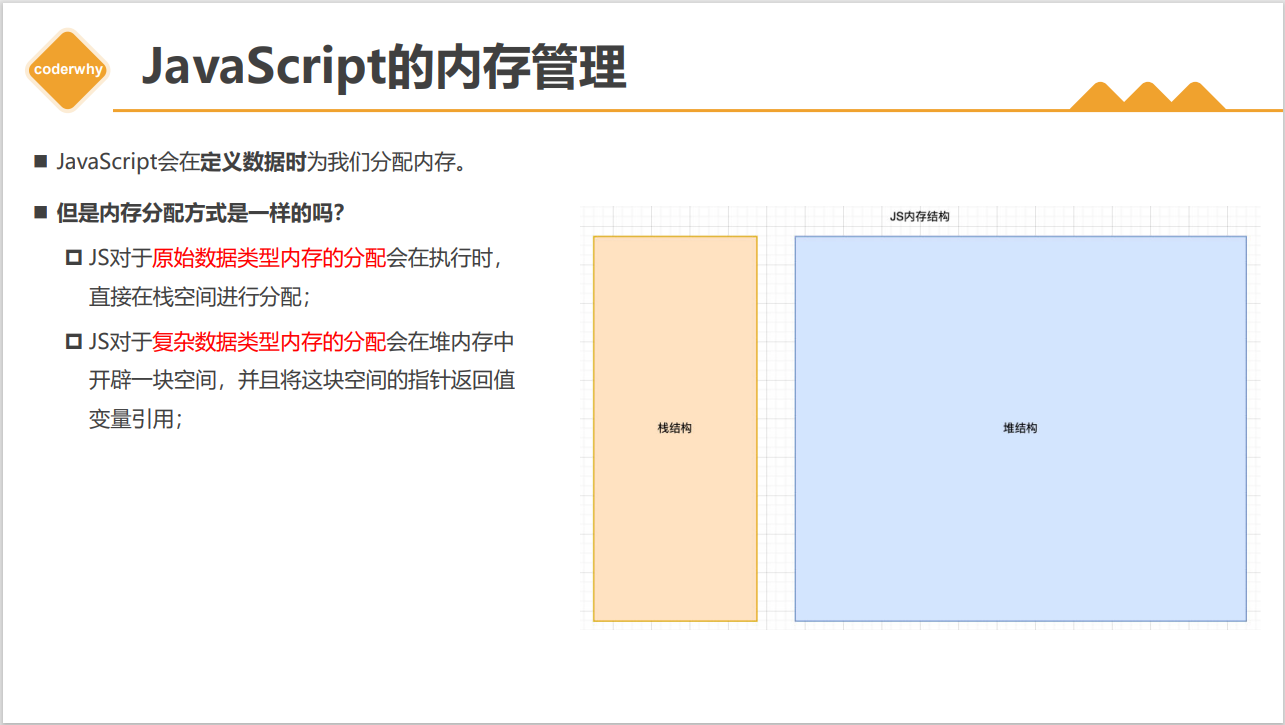 coderwhy
JavaScript的内存管理
JavaScript会在定义数据时为我们分配内存。
但是内存分配方式是一样的吗？
JS对于原始数据类型内存的分配会在执行时，
直接在栈空间进行分配；
JS对于复杂数据类型内存的分配会在堆内存中
开辟一块空间，并且将这块空间的指针返回值
变量引用；
JS内存结构
栈结构
堆结构